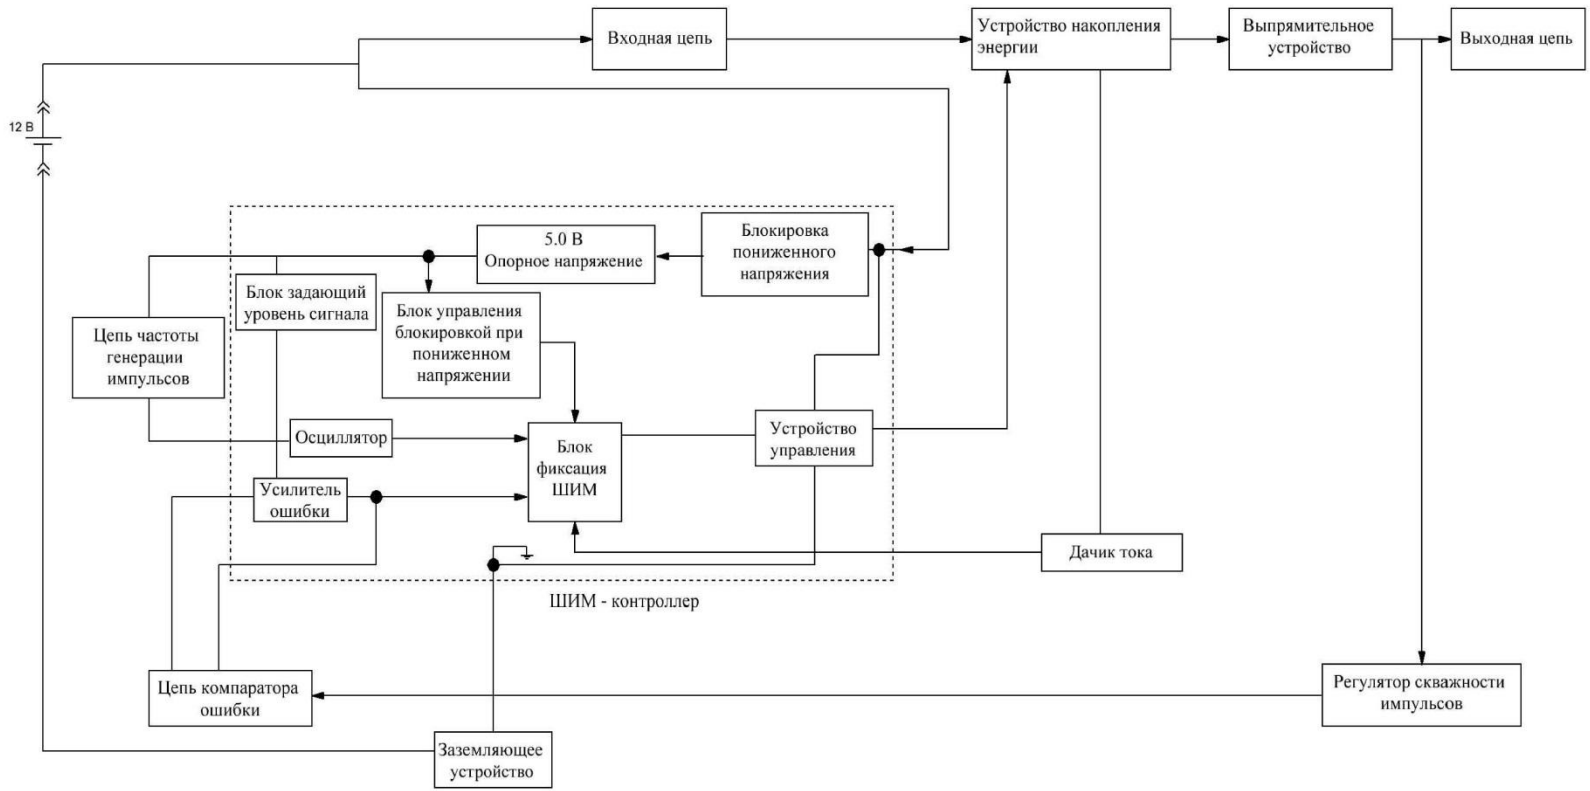 Входная цепь
Устройство накопления
энергии
Выпрямительное
устройство
Выходная цепь
12 В
5.0 В
Опорное напряжение
Блокировка
пониженного
напряжения
Блок задающий
уровень сигнала
Блок управления
блокировкой при
пониженном
напряжении
Цепь частоты
генерации
импульсов
Осциллятор
Блок
фиксация
ШИМ
Устройство
управления
Усилитель
ошибки
Дачик тока
ШИМ - контроллер
Цепь компаратора
ошибки
Регулятор скважности
импульсов
Заземляющее
устройство